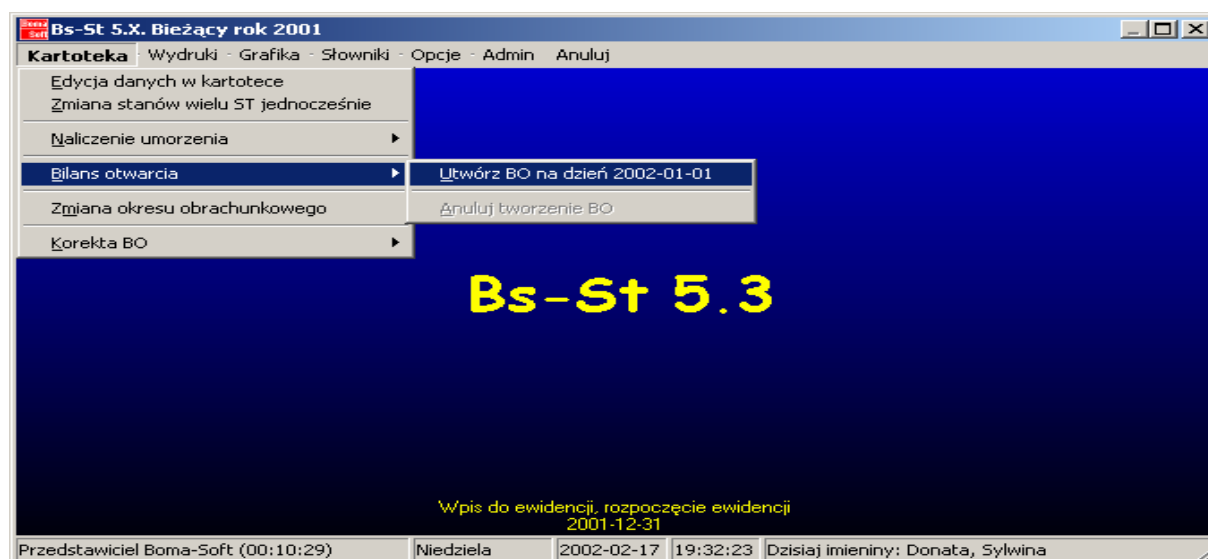 Boma Soft Bs-St 5.X. Bieżący rok 2001
Kartoteka - Wydruki - Grafika - Słowniki - Opcje - Admin Anuluj
Edycja danych w kartotece
Zmiana stanów wielu ST jednocześnie
Naliczenie umorzenia
Bilans otwarcia
Utwórz BO na dzień 2002-01-01
Zmiana okresu obrachunkowego
Anuluj tworzenie BO
Korekta BO
Bs-St 5.3
Wpis do ewidencji, rozpoczęcie ewidencji
2001-12-31
Przedstawiciel Boma-Soft (00:10:29) Niedziela 2002-02-17 19:32:23 Dzisiaj imieniny: Donata, Sylwina